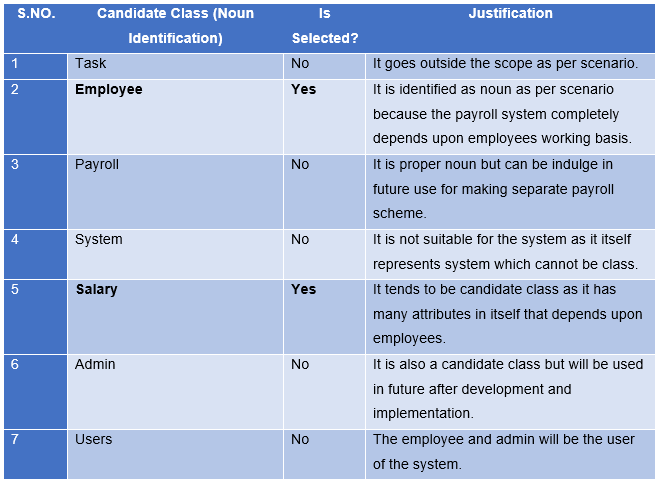 S.NO. Candidate Class (Noun Is Justification
Identification) Selected?
1 Task No It goes outside the scope as per scenario.
2 Employee Yes It is identified as noun as per scenario
because the payroll system completely
depends upon employees working basis.
3 Payroll No It is proper noun but can be indulge in
future use for making separate payroll
scheme.
4 System No It is not suitable for the system as it itself
represents system which cannot be class.
5 Salary Yes It tends to be candidate class as it has
many attributes in itself that depends upon
employees.
6 Admin No It is also a candidate class but will be used
in future after development and
implementation.
7 Users No The employee and admin will be the user
of the system.